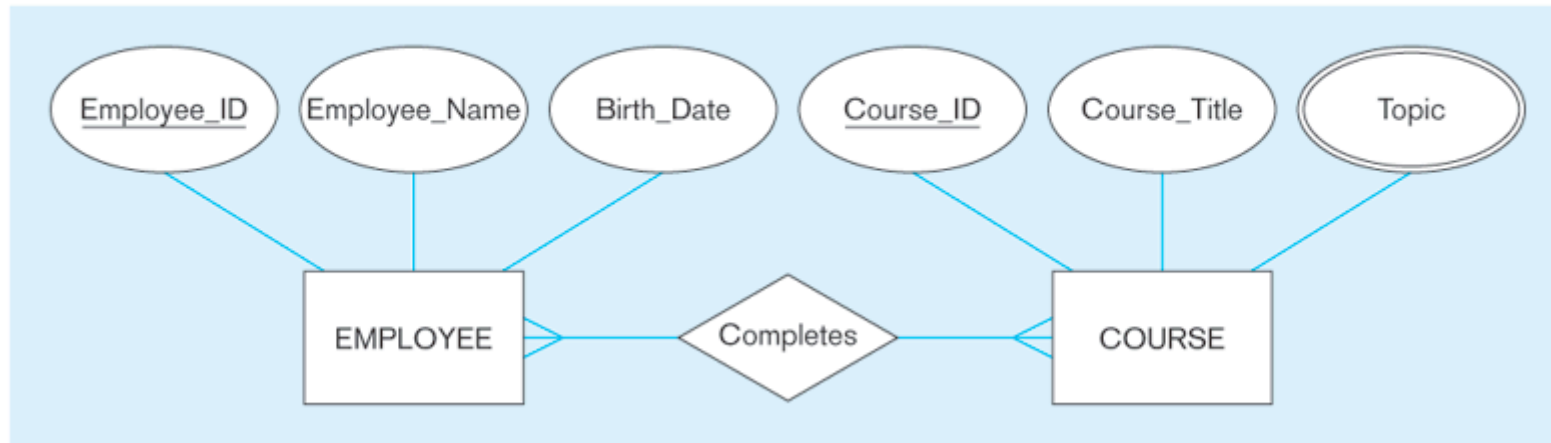 Employee_ID
Employee_Name
Birth_Date
Course_ID
Course_Title
Topic
EMPLOYEE
Completes
COURSE